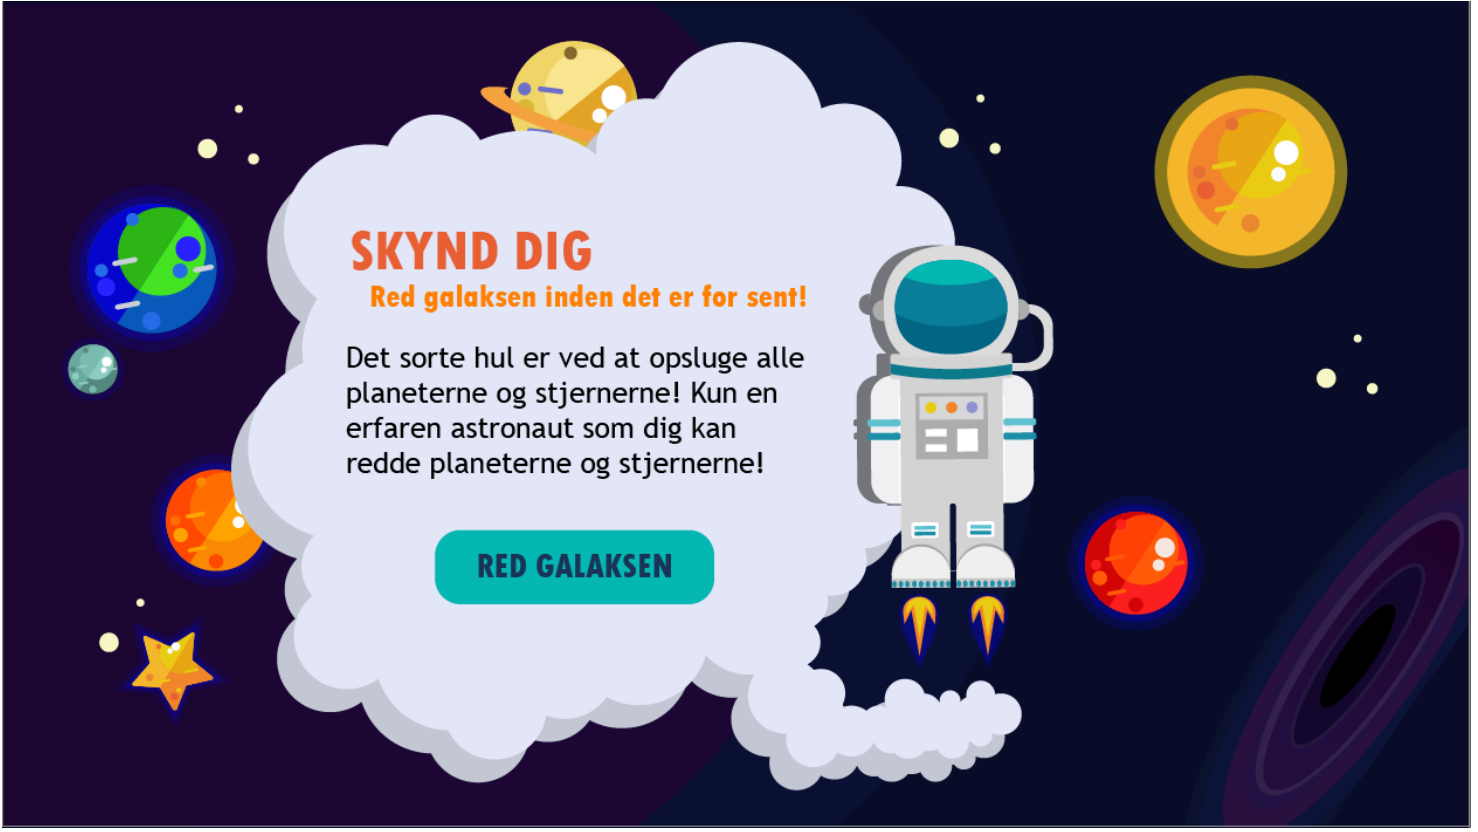 SKYND DIG
Red galaksen inden det er for sent!
Det sorte hul er ved at opsluge alle
planeterne og stjernerne! Kun en
erfaren astronaut som dig kan
redde planeterne og stjernerne!
RED GALAKSEN